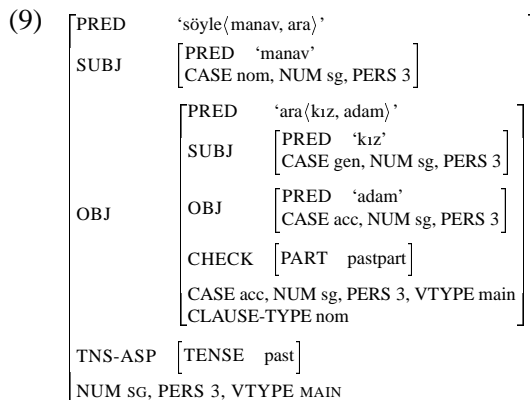 (9)
PRED ‘söyle⟨manav, ara⟩’
SUBJ [PRED ‘manav’
CASE nom, NUM sg, PERS 3]
OBJ [PRED ‘ara⟨kız, adam⟩’
SUBJ [PRED ‘kız’
CASE gen, NUM sg, PERS 3]
OBJ [PRED ‘adam’
CASE acc, NUM sg, PERS 3]
CHECK [PART pastpart]
CASE acc, NUM sg, PERS 3, VTYPE main
CLAUSE-TYPE nom]
TNS-ASP [TENSE past]
NUM SG, PERS 3, VTYPE MAIN